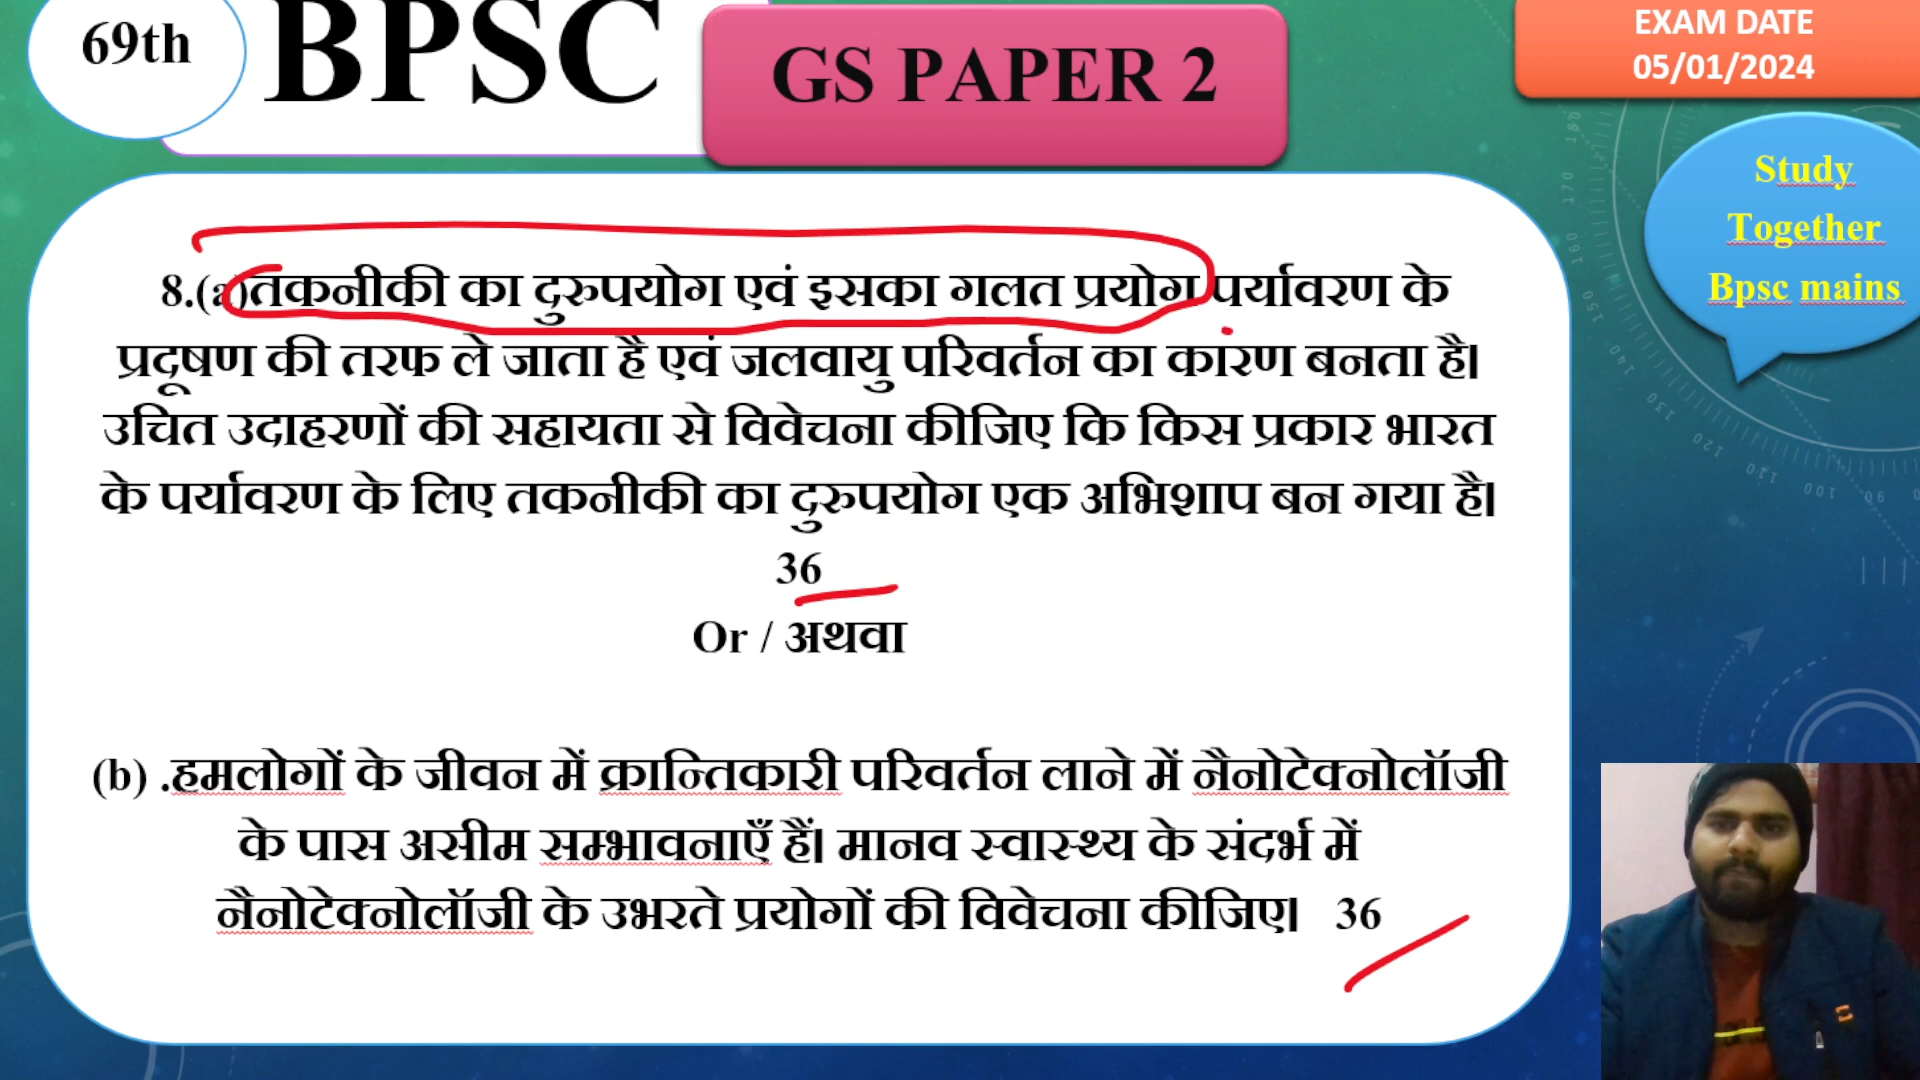 69th
BPSC
GS PAPER 2
EXAM DATE
05/01/2024
Study
Together
Bpsc mains
8.(a)तकनीकी का दुरुपयोग एवं इसका गलत प्रयोग पर्यावरण के
प्रदूषण की तरफ ले जाता है एवं जलवायु परिवर्तन का कारण बनता है।
उचित उदाहरणों की सहायता से विवेचना कीजिए कि किस प्रकार भारत
के पर्यावरण के लिए तकनीकी का दुरुपयोग एक अभिशाप बन गया है।
36
Or / अथवा
(b) .हमलोगों के जीवन में क्रान्तिकारी परिवर्तन लाने में नैनोटेक्नोलॉजी
के पास असीम सम्भावनाएँ हैं। मानव स्वास्थ्य के संदर्भ में
नैनोटेक्नोलॉजी के उभरते प्रयोगों की विवेचना कीजिए। 36